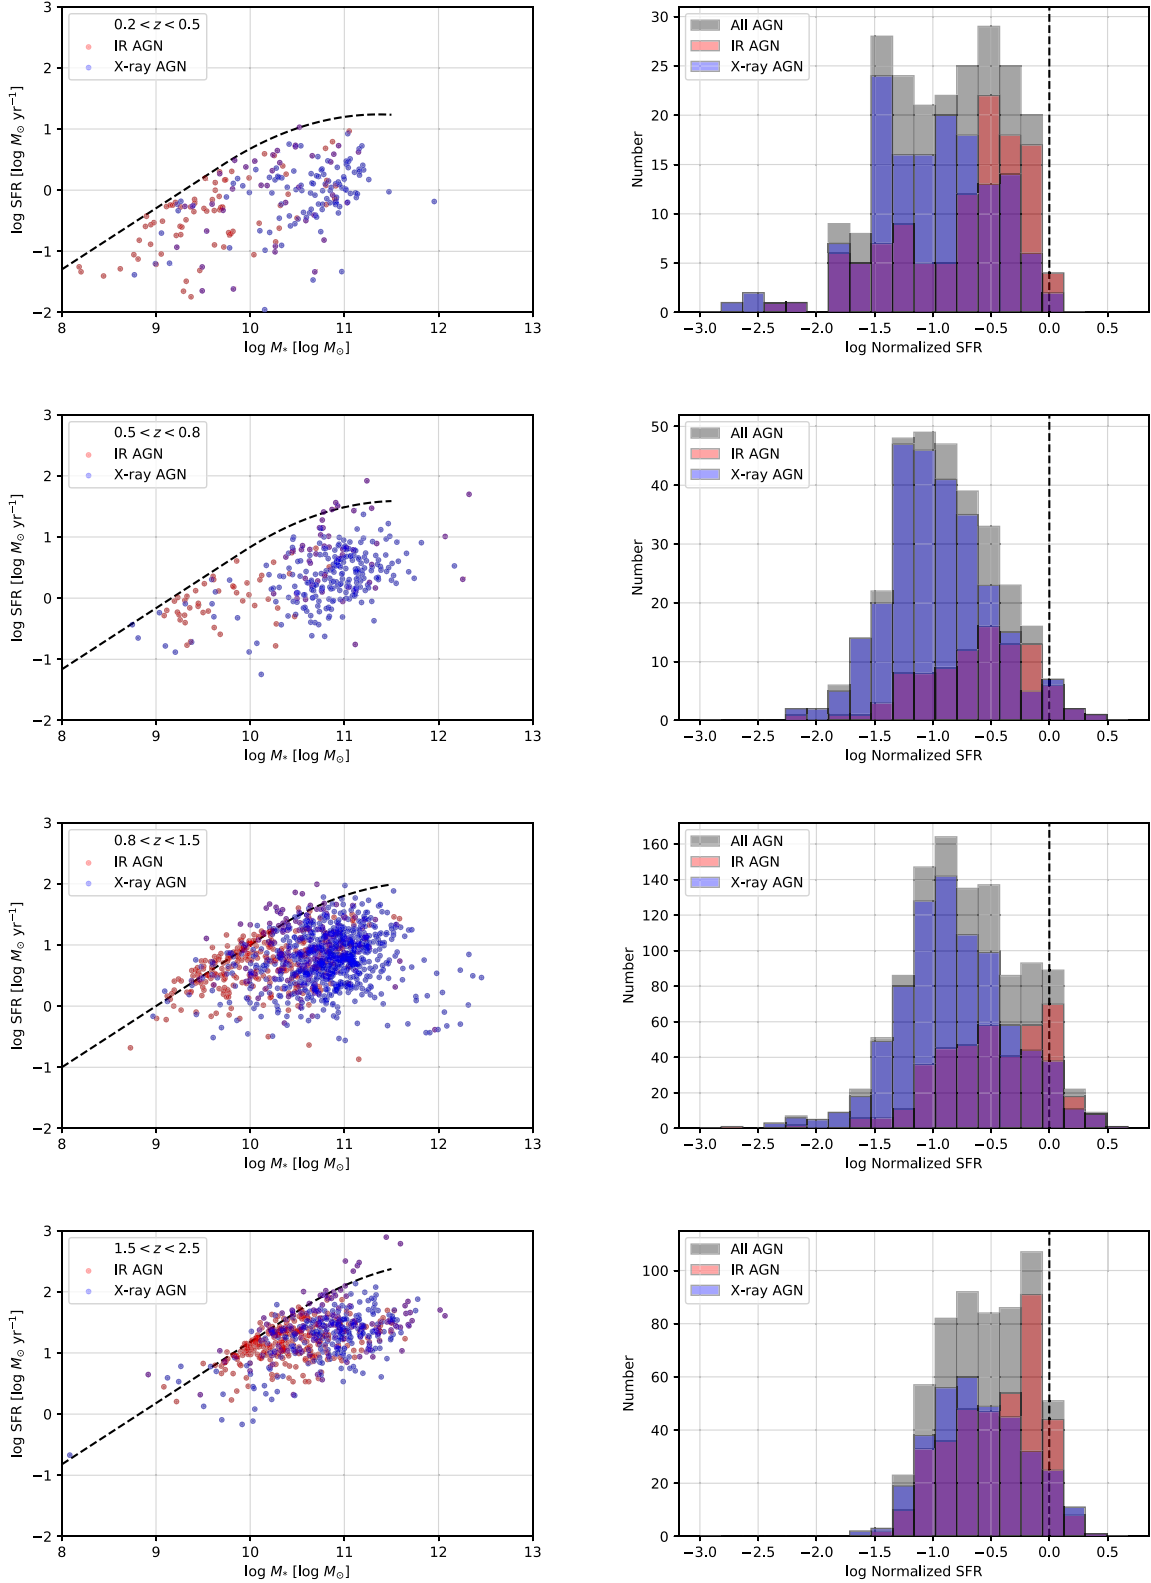 0.2 < z < 0.5
IR AGN
X-ray AGN
log SFR [log M⊙ yr⁻¹]
3
2
1
0
−1
−2
8
9
10
11
12
13
log M* [log M⊙]
All AGN
IR AGN
X-ray AGN
Number
30
25
20
15
10
5
0
−3.0
−2.5
−2.0
−1.5
−1.0
−0.5
0.0
0.5
log Normalized SFR
0.5 < z < 0.8
IR AGN
X-ray AGN
log SFR [log M⊙ yr⁻¹]
3
2
1
0
−1
−2
8
9
10
11
12
13
log M* [log M⊙]
All AGN
IR AGN
X-ray AGN
Number
50
40
30
20
10
0
−3.0
−2.5
−2.0
−1.5
−1.0
−0.5
0.0
0.5
log Normalized SFR
0.8 < z < 1.5
IR AGN
X-ray AGN
log SFR [log M⊙ yr⁻¹]
3
2
1
0
−1
−2
8
9
10
11
12
13
log M* [log M⊙]
All AGN
IR AGN
X-ray AGN
Number
160
140
120
100
80
60
40
20
0
−3.0
−2.5
−2.0
−1.5
−1.0
−0.5
0.0
0.5
log Normalized SFR
1.5 < z < 2.5
IR AGN
X-ray AGN
log SFR [log M⊙ yr⁻¹]
3
2
1
0
−1
−2
8
9
10
11
12
13
log M* [log M⊙]
All AGN
IR AGN
X-ray AGN
Number
100
80
60
40
20
0
−3.0
−2.5
−2.0
−1.5
−1.0
−0.5
0.0
0.5
log Normalized SFR